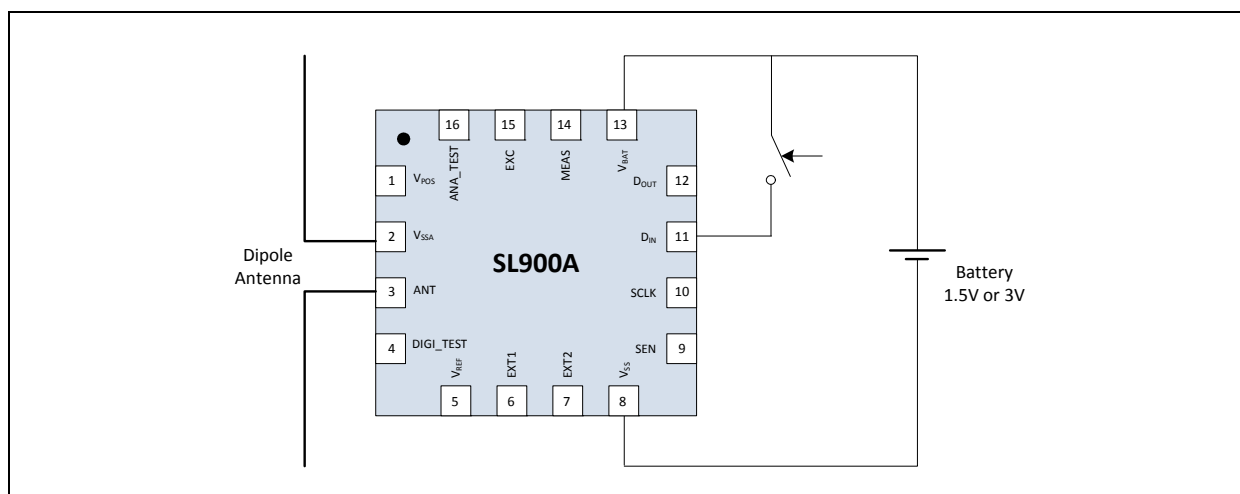 16
15
14
13
ANA_TEST
EXC
MEAS
VBAT
1
VPOS
DOUT
12
2
VSSA
DIN
11
Dipole
Antenna
SL900A
Battery
1.5V or 3V
3
ANT
SCLK
10
4
DIGI_TEST
SEN
9
VREF
EXT1
EXT2
VSS
5
6
7
8